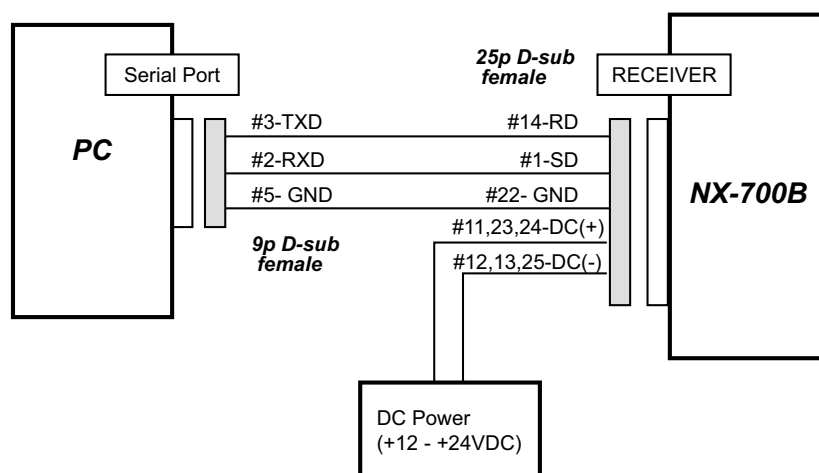 Serial Port
25p D-sub
female
RECEIVER
PC
#3-TXD
#14-RD
#2-RXD
#1-SD
#5- GND
#22- GND
NX-700B
#11,23,24-DC(+)
9p D-sub
female
#12,13,25-DC(-)
DC Power
(+12 - +24VDC)